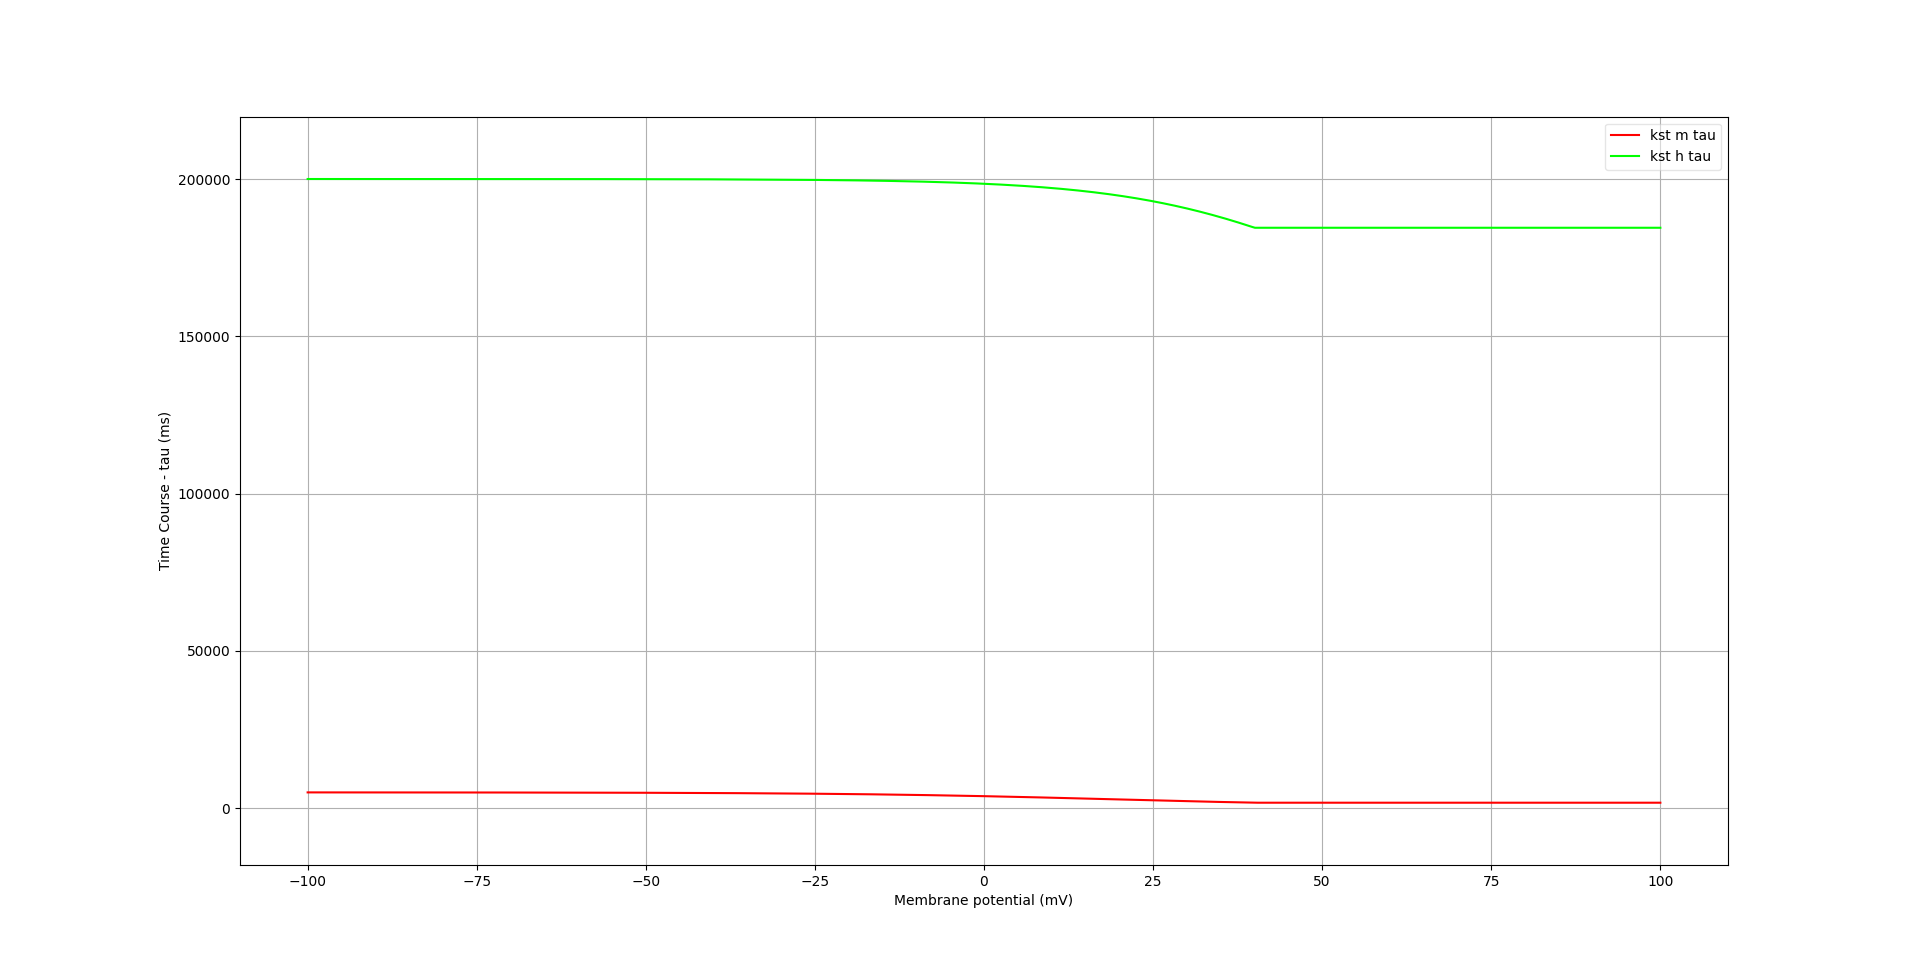 kst m tau
kst h tau
200000
150000
100000
50000
0
Time Course - tau (ms)
−100 −75 −50 −25 0 25 50 75 100
Membrane potential (mV)